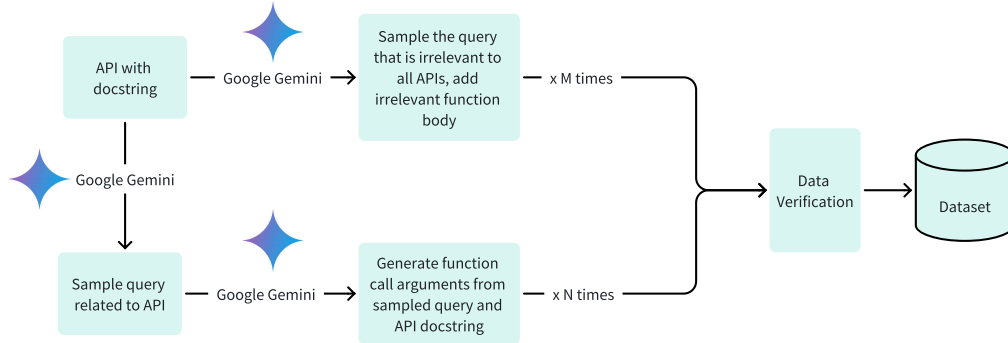 API with
docstring
Google Gemini
Sample the query
that is irrelevant to
all APIs, add
irrelevant function
body
x M times
Google Gemini
Sample query
related to API
Google Gemini
Generate function
call arguments from
sampled query and
API docstring
x N times
Data
Verification
Dataset